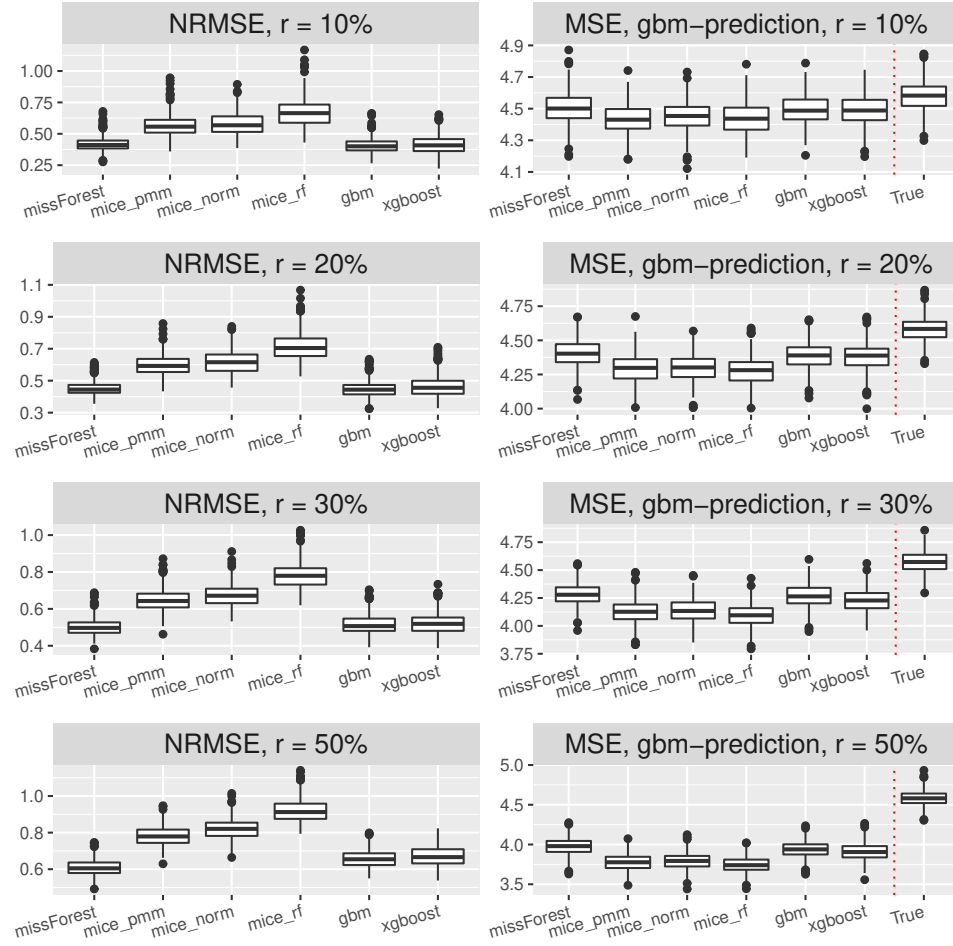 NRMSE, r = 10%
1.00
0.75
0.50
0.25
missForest mice_pmm mice_norm mice_rf gbm xgboost
MSE, gbm−prediction, r = 10%
4.9
4.7
4.5
4.3
4.1
missForest mice_pmm mice_norm mice_rf gbm xgboost True
NRMSE, r = 20%
1.1
0.9
0.7
0.5
0.3
missForest mice_pmm mice_norm mice_rf gbm xgboost
MSE, gbm−prediction, r = 20%
4.75
4.50
4.25
4.00
missForest mice_pmm mice_norm mice_rf gbm xgboost True
NRMSE, r = 30%
1.0
0.8
0.6
0.4
missForest mice_pmm mice_norm mice_rf gbm xgboost
MSE, gbm−prediction, r = 30%
4.75
4.50
4.25
4.00
3.75
missForest mice_pmm mice_norm mice_rf gbm xgboost True
NRMSE, r = 50%
1.0
0.8
0.6
missForest mice_pmm mice_norm mice_rf gbm xgboost
MSE, gbm−prediction, r = 50%
5.0
4.5
4.0
3.5
missForest mice_pmm mice_norm mice_rf gbm xgboost True